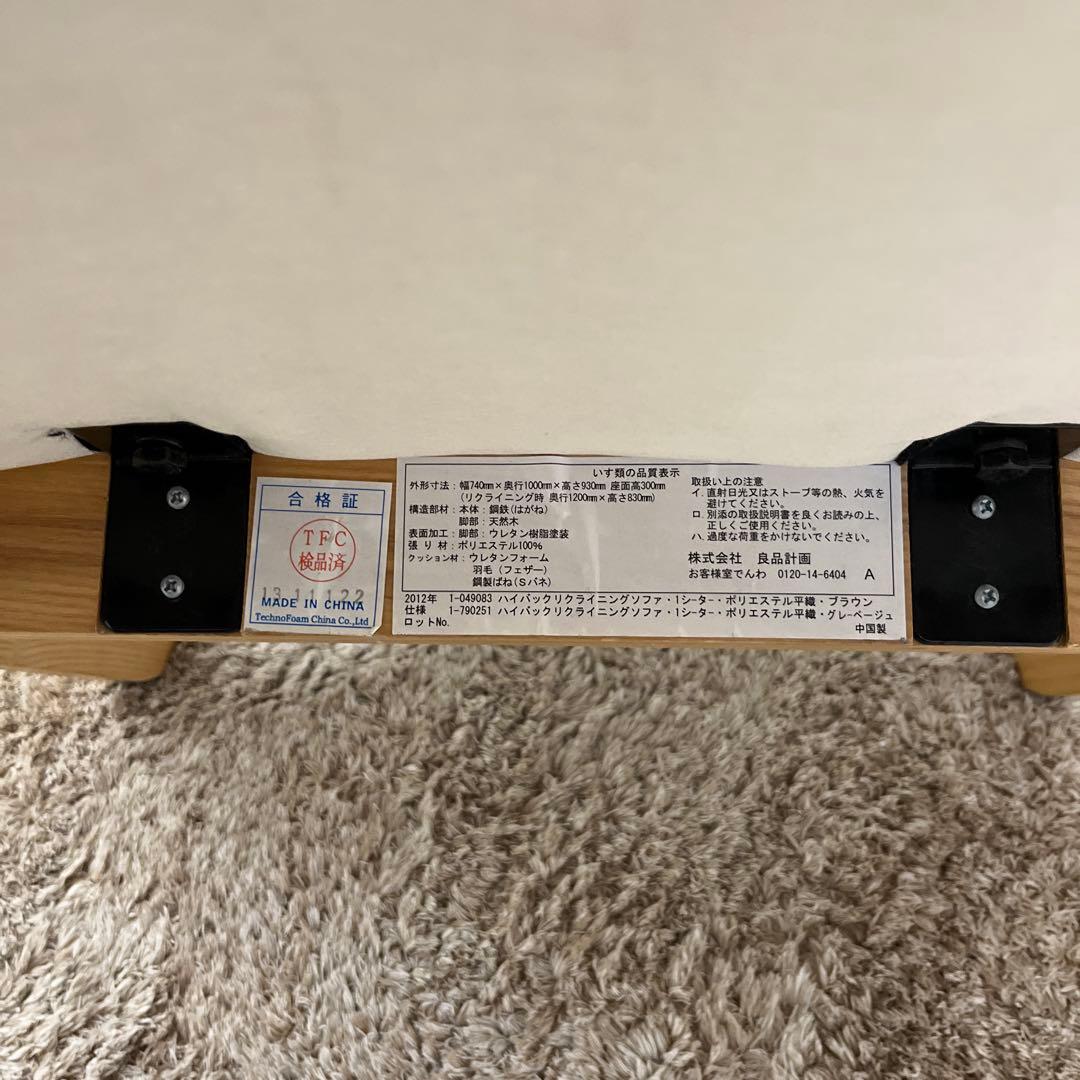 合格証
TFC
検品済
13.11.22
MADE IN CHINA
TechnoFoam China Co.,Ltd
いす類の品質表示
外形寸法：幅740mm×奥行1000mm×高さ930mm 座面高300mm
（リクライニング時 奥行1200mm×高さ830mm）
構造部材：本体：鋼鉄(はがね)
脚部：天然木
表面加工：脚部：ウレタン樹脂塗装
張り材：ポリエステル100%
クッション材：ウレタンフォーム
羽毛（フェザー）
鋼製ばね(Sバネ)
取扱い上の注意
イ.直射日光又はストーブ等の熱、火気を
避けてください。
ロ.別添の取扱説明書を良くお読みの上、
正しくご使用ください。
ハ.過度な荷重をかけないでください。
株式会社 良品計画
お客様室でんわ 0120-14-6404 A
2012年 1-049083 ハイバックリクライニングソファ・1シーター・ポリエステル平織・ブラウン
仕様 1-790251 ハイバックリクライニングソファ・1シーター・ポリエステル平織・グレーベージュ
ロットNo.
中国製